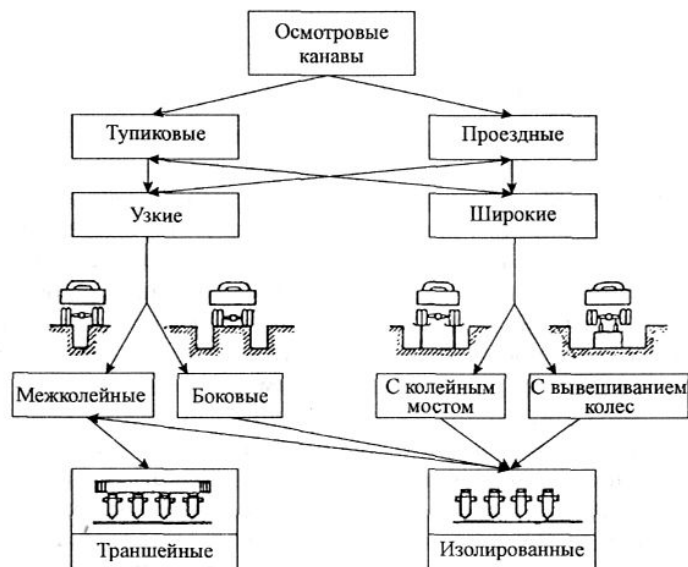 Осмотровые
канавы
Тупиковые
Проездные
Узкие
Широкие
Межколейные
Боковые
С колейным
мостом
С вывешиванием
колес
Траншейные
Изолированные